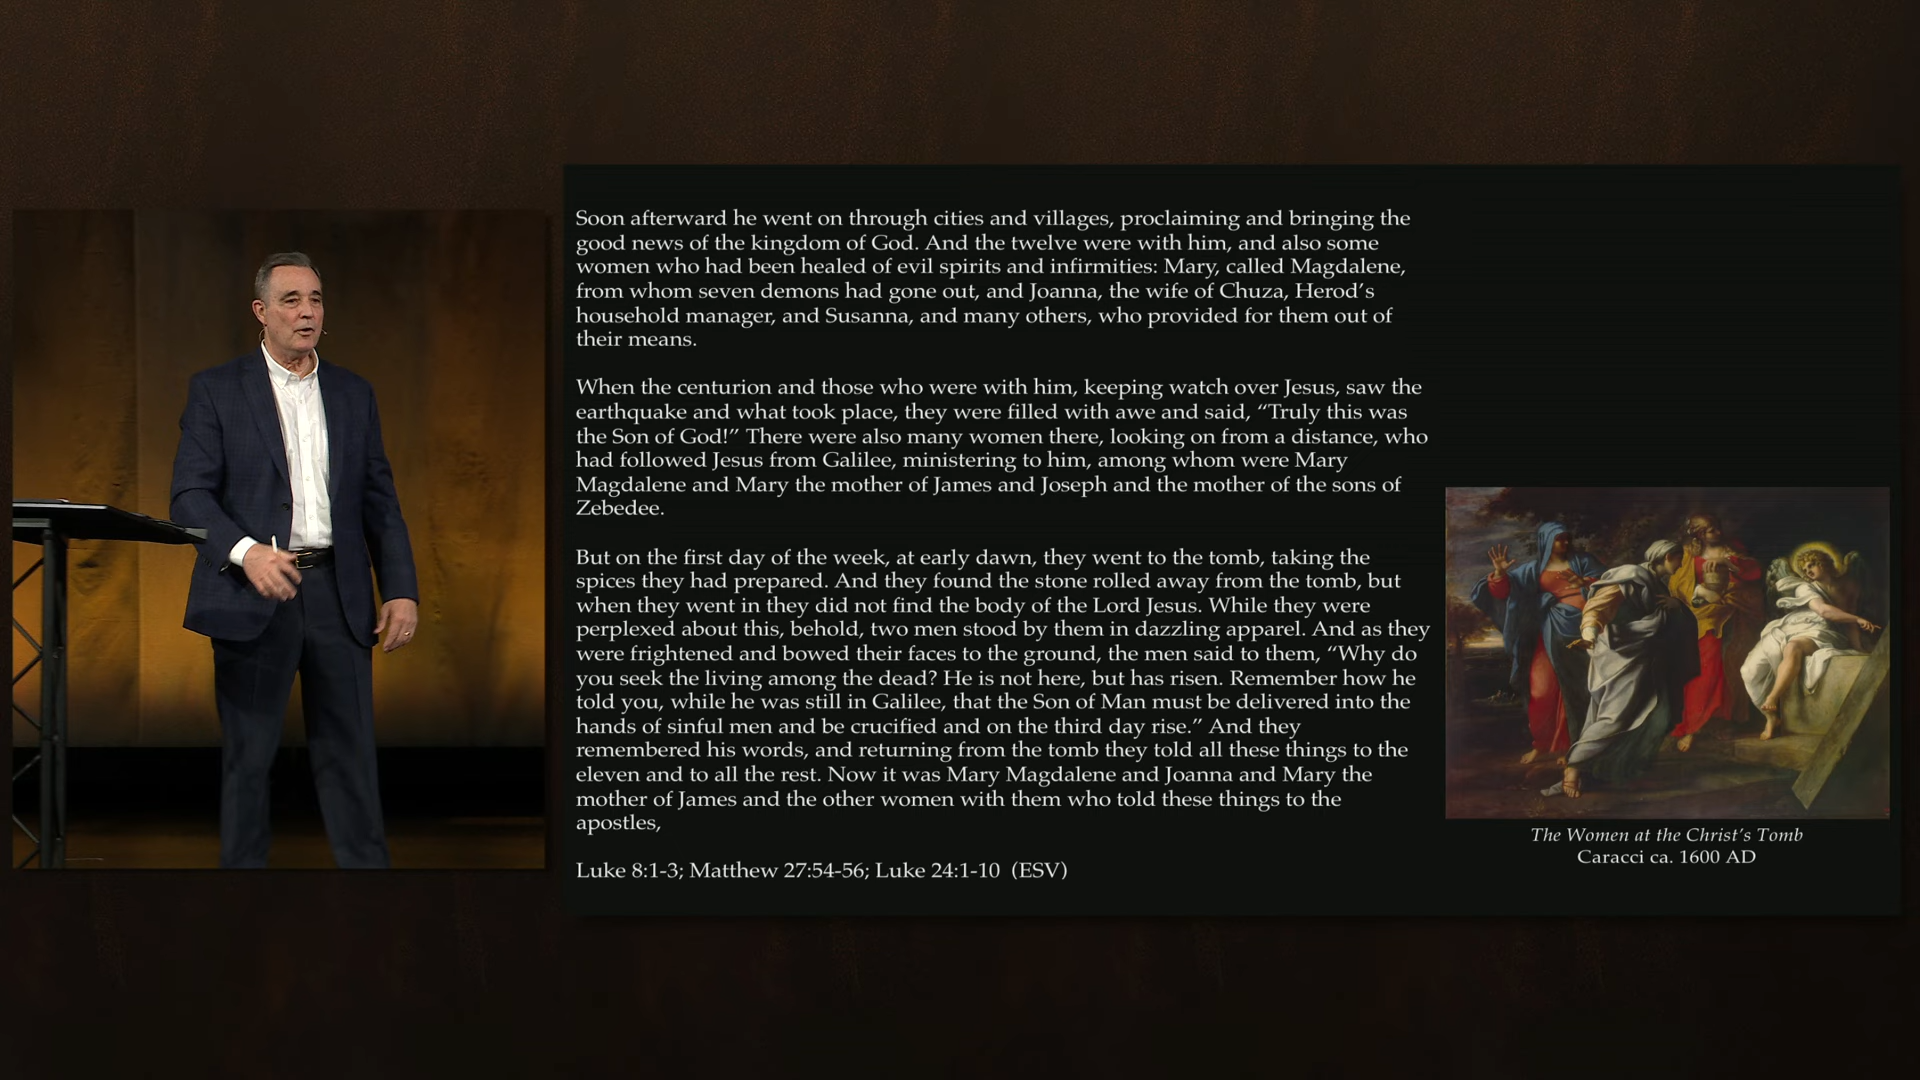 Soon afterward he went on through cities and villages, proclaiming and bringing the
good news of the kingdom of God. And the twelve were with him, and also some
women who had been healed of evil spirits and infirmities: Mary, called Magdalene,
from whom seven demons had gone out, and Joanna, the wife of Chuza, Herod’s
household manager, and Susanna, and many others, who provided for them out of
their means.
When the centurion and those who were with him, keeping watch over Jesus, saw the
earthquake and what took place, they were filled with awe and said, “Truly this was
the Son of God!” There were also many women there, looking on from a distance, who
had followed Jesus from Galilee, ministering to him, among whom were Mary
Magdalene and Mary the mother of James and Joseph and the mother of the sons of
Zebedee.
But on the first day of the week, at early dawn, they went to the tomb, taking the
spices they had prepared. And they found the stone rolled away from the tomb, but
when they went in they did not find the body of the Lord Jesus. While they were
perplexed about this, behold, two men stood by them in dazzling apparel. And as they
were frightened and bowed their faces to the ground, the men said to them, “Why do
you seek the living among the dead? He is not here, but has risen. Remember how he
told you, while he was still in Galilee, that the Son of Man must be delivered into the
hands of sinful men and be crucified and on the third day rise.” And they
remembered his words, and returning from the tomb they told all these things to the
eleven and to all the rest. Now it was Mary Magdalene and Joanna and Mary the
mother of James and the other women with them who told these things to the
apostles,
Luke 8:1-3; Matthew 27:54-56; Luke 24:1-10 (ESV)
The Women at the Christ’s Tomb
Caracci ca. 1600 AD